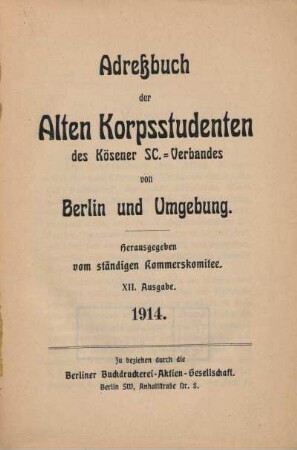 Adreßbuch
der
Alten Korpsstudenten
des Kösener SC.=Verbandes
von
Berlin und Umgebung.
Herausgegeben
vom ständigen Kommerskomitee.
XII. Ausgabe.
1914.
Zu beziehen durch die
Berliner Buchdruckerei-Aktien-Gesellschaft.
Berlin SW, Anhaltstraße Nr. 8.